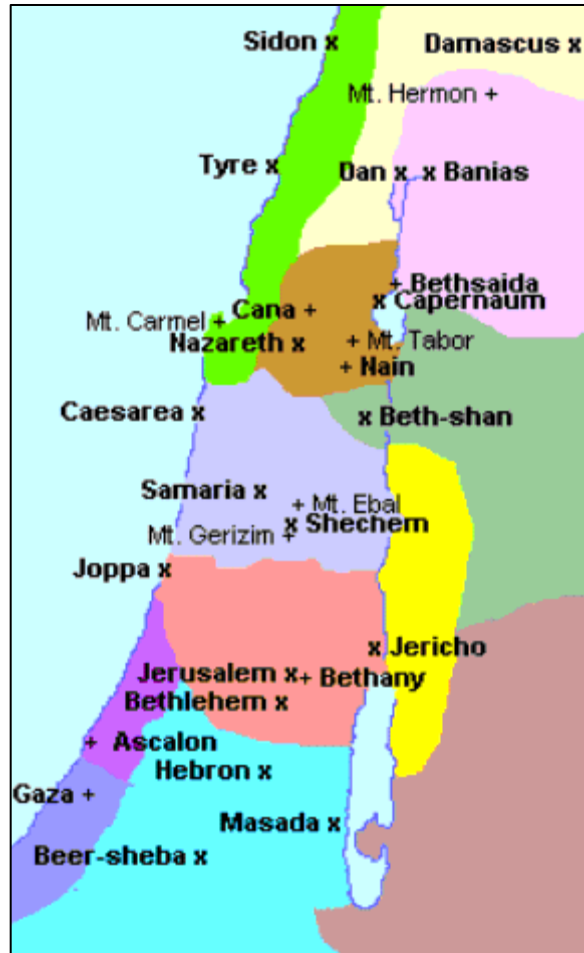 Sidon x
Damascus x
Mt. Hermon +
Tyre x
Dan x x Banias
+ Bethsaida
x Capernaum
Cana +
Mt. Carmel +
Nazareth x
+ Mt. Tabor
+ Nain
Caesarea x
x Beth-shan
Samaria x
+ Mt. Ebal
x Shechem
Mt. Gerizim +
Joppa x
x Jericho
Jerusalem x
+ Bethany
Bethlehem x
+ Ascalon
Hebron x
Gaza +
Masada x
Beer-sheba x